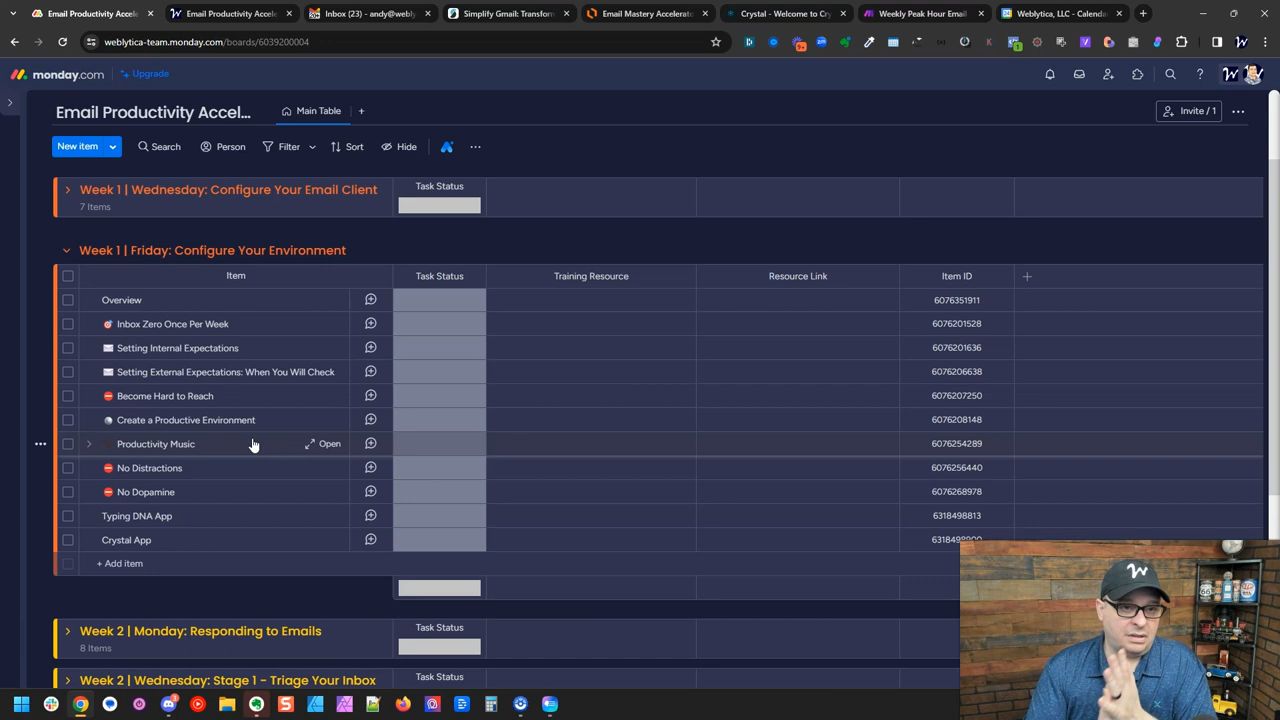 Email Productivity Accelera
Email Productivity Accelera
Inbox (23) - andy@webly
Simplify Gmail: Transform
Email Mastery Accelerato
Crystal - Welcome to Cry
Weekly Peak Hour Email
Weblytica, LLC - Calenda
weblytica-team.monday.com/boards/6039200004
monday.com
Upgrade
Email Productivity Accel...
Main Table
Invite / 1
New item
Search
Person
Filter
Sort
Hide
Week 1 | Wednesday: Configure Your Email Client
7 Items
Task Status
Week 1 | Friday: Configure Your Environment
Item
Task Status
Training Resource
Resource Link
Item ID
Overview
6076351911
🎯 Inbox Zero Once Per Week
6076201528
✉️ Setting Internal Expectations
6076201636
✉️ Setting External Expectations: When You Will Check
6076206638
⛔ Become Hard to Reach
6076207250
Create a Productive Environment
6076208148
Productivity Music
Open
6076254289
⛔ No Distractions
6076256440
⛔ No Dopamine
6076268978
Typing DNA App
6318498813
Crystal App
6318498900
+ Add item
Week 2 | Monday: Responding to Emails
8 Items
Task Status
Week 2 | Wednesday: Stage 1 - Triage Your Inbox
Task Status